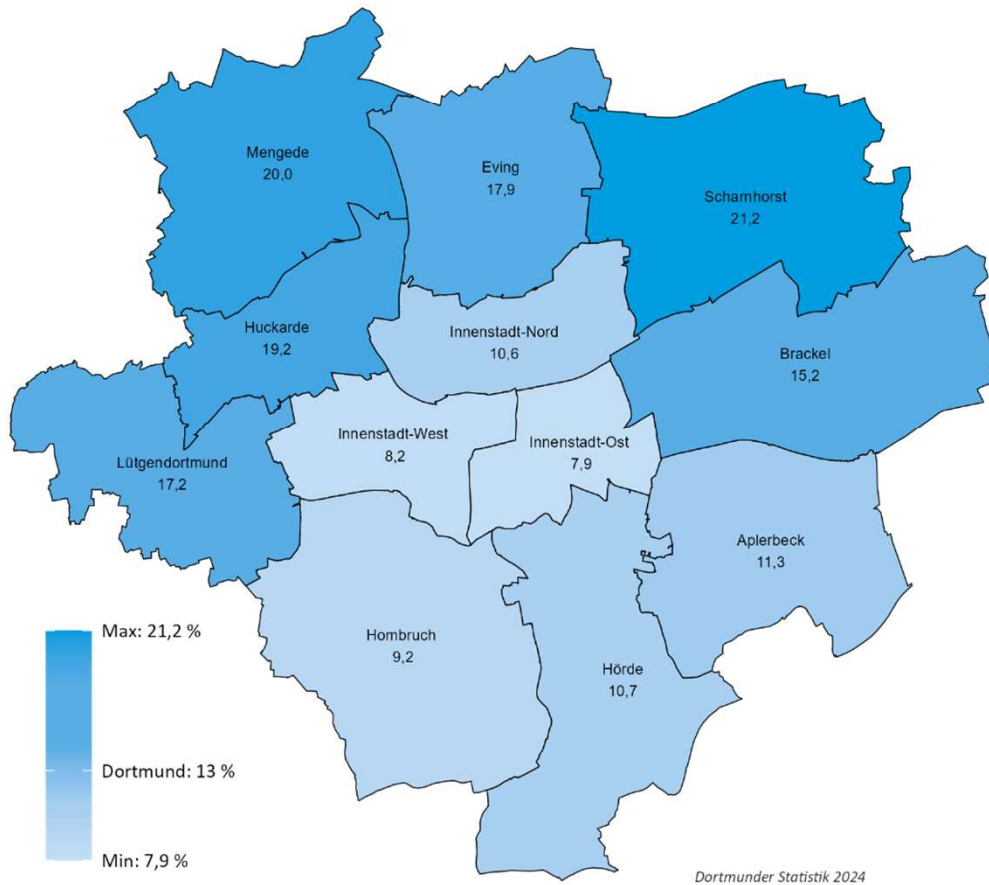 Mengede
20,0
Eving
17,9
Scharnhorst
21,2
Huckarde
19,2
Innenstadt-Nord
10,6
Brackel
15,2
Innenstadt-West
8,2
Innenstadt-Ost
7,9
Lütgendortmund
17,2
Aplerbeck
11,3
Hombruch
9,2
Hörde
10,7
Max: 21,2 %
Dortmund: 13 %
Min: 7,9 %
Dortmunder Statistik 2024